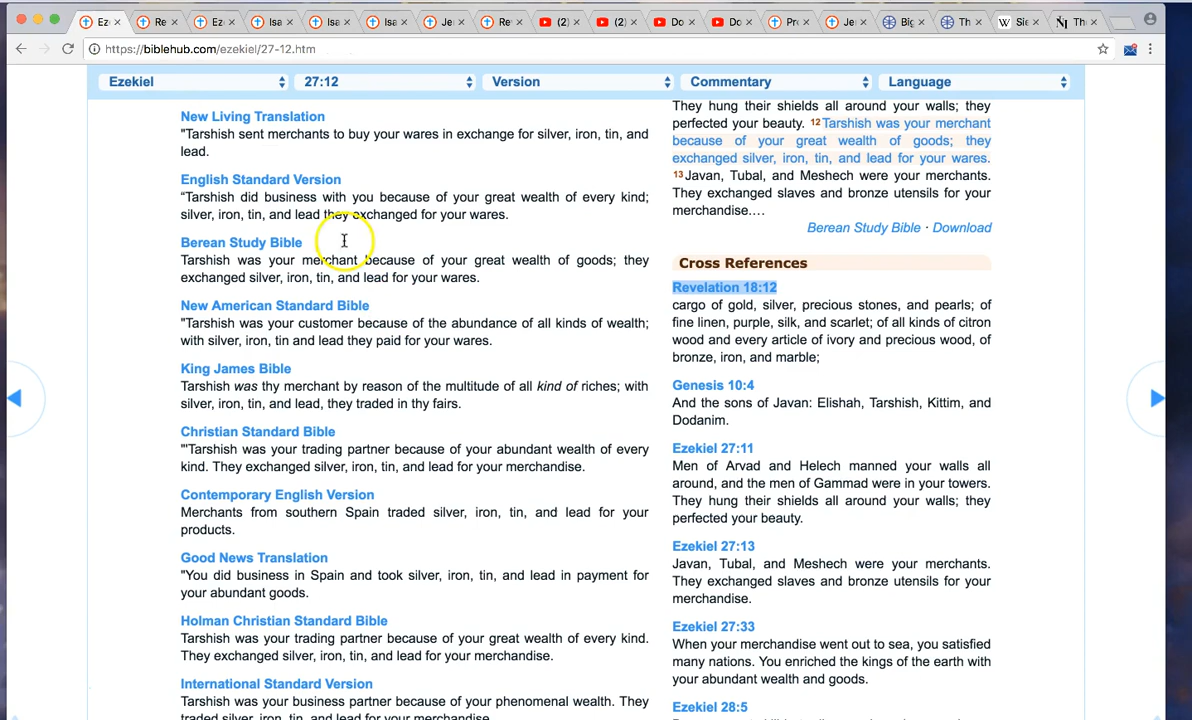 Eze
Re
Eze
Isa
Isa
Isa
Je
Re
(2)
(2)
Do
Do
Pro
Je
Big
Th
Sie
The
https://biblehub.com/ezekiel/27-12.htm
Ezekiel
27:12
Version
Commentary
Language
New Living Translation
"Tarshish sent merchants to buy your wares in exchange for silver, iron, tin, and
lead.
English Standard Version
“Tarshish did business with you because of your great wealth of every kind;
silver, iron, tin, and lead they exchanged for your wares.
Berean Study Bible
Tarshish was your merchant because of your great wealth of goods; they
exchanged silver, iron, tin, and lead for your wares.
New American Standard Bible
"Tarshish was your customer because of the abundance of all kinds of wealth;
with silver, iron, tin and lead they paid for your wares.
King James Bible
Tarshish was thy merchant by reason of the multitude of all kind of riches; with
silver, iron, tin, and lead, they traded in thy fairs.
Christian Standard Bible
"'Tarshish was your trading partner because of your abundant wealth of every
kind. They exchanged silver, iron, tin, and lead for your merchandise.
Contemporary English Version
Merchants from southern Spain traded silver, iron, tin, and lead for your
products.
Good News Translation
"You did business in Spain and took silver, iron, tin, and lead in payment for
your abundant goods.
Holman Christian Standard Bible
Tarshish was your trading partner because of your great wealth of every kind.
They exchanged silver, iron, tin, and lead for your merchandise.
International Standard Version
Tarshish was your business partner because of your phenomenal wealth. They
traded silver, iron, tin, and lead for your merchandise.
They hung their shields all around your walls; they
perfected your beauty. 12Tarshish was your merchant
because of your great wealth of goods; they
exchanged silver, iron, tin, and lead for your wares.
13Javan, Tubal, and Meshech were your merchants.
They exchanged slaves and bronze utensils for your
merchandise.…
Berean Study Bible · Download
Cross References
Revelation 18:12
cargo of gold, silver, precious stones, and pearls; of
fine linen, purple, silk, and scarlet; of all kinds of citron
wood and every article of ivory and precious wood, of
bronze, iron, and marble;
Genesis 10:4
And the sons of Javan: Elishah, Tarshish, Kittim, and
Dodanim.
Ezekiel 27:11
Men of Arvad and Helech manned your walls all
around, and the men of Gammad were in your towers.
They hung their shields all around your walls; they
perfected your beauty.
Ezekiel 27:13
Javan, Tubal, and Meshech were your merchants.
They exchanged slaves and bronze utensils for your
merchandise.
Ezekiel 27:33
When your merchandise went out to sea, you satisfied
many nations. You enriched the kings of the earth with
your abundant wealth and goods.
Ezekiel 28:5